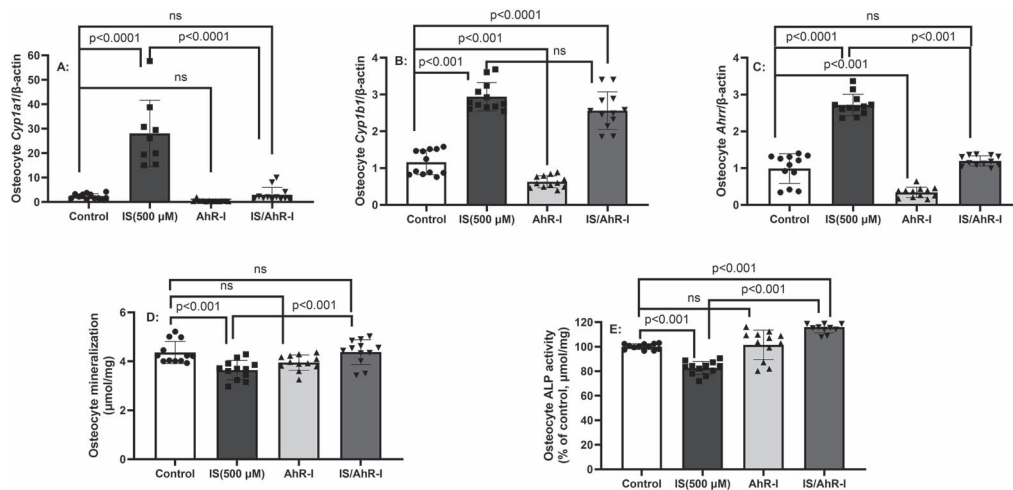 ns
p<0.0001
p<0.0001
ns
A:
Osteocyte Cyp1a1/β-actin
60
50
40
30
20
10
0
Control IS(500 µM) AhR-I IS/AhR-I
p<0.0001
p<0.001
p<0.001
ns
B:
Osteocyte Cyp1b1/β-actin
4
3
2
1
0
Control IS(500 µM) AhR-I IS/AhR-I
ns
p<0.0001
p<0.001
p<0.001
C:
Osteocyte Ahrr/β-actin
4
3
2
1
0
Control IS(500 µM) AhR-I IS/AhR-I
ns
ns
p<0.001
p<0.001
D:
Osteocyte mineralization
(µmol/mg)
6
4
2
0
Control IS(500 µM) AhR-I IS/AhR-I
p<0.001
ns
p<0.001
p<0.001
E:
Osteocyte ALP activity
(% of control, µmol/mg)
120
100
80
60
40
20
0
Control IS(500 µM) AhR-I IS/AhR-I